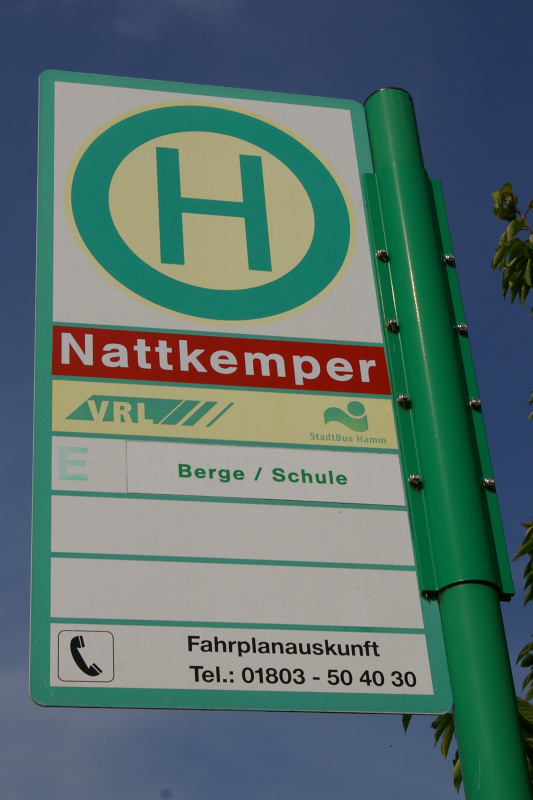 H
Nattkemper
VRL
StadtBus Hamm
E
Berge / Schule
Fahrplanauskunft
Tel.: 01803 - 50 40 30